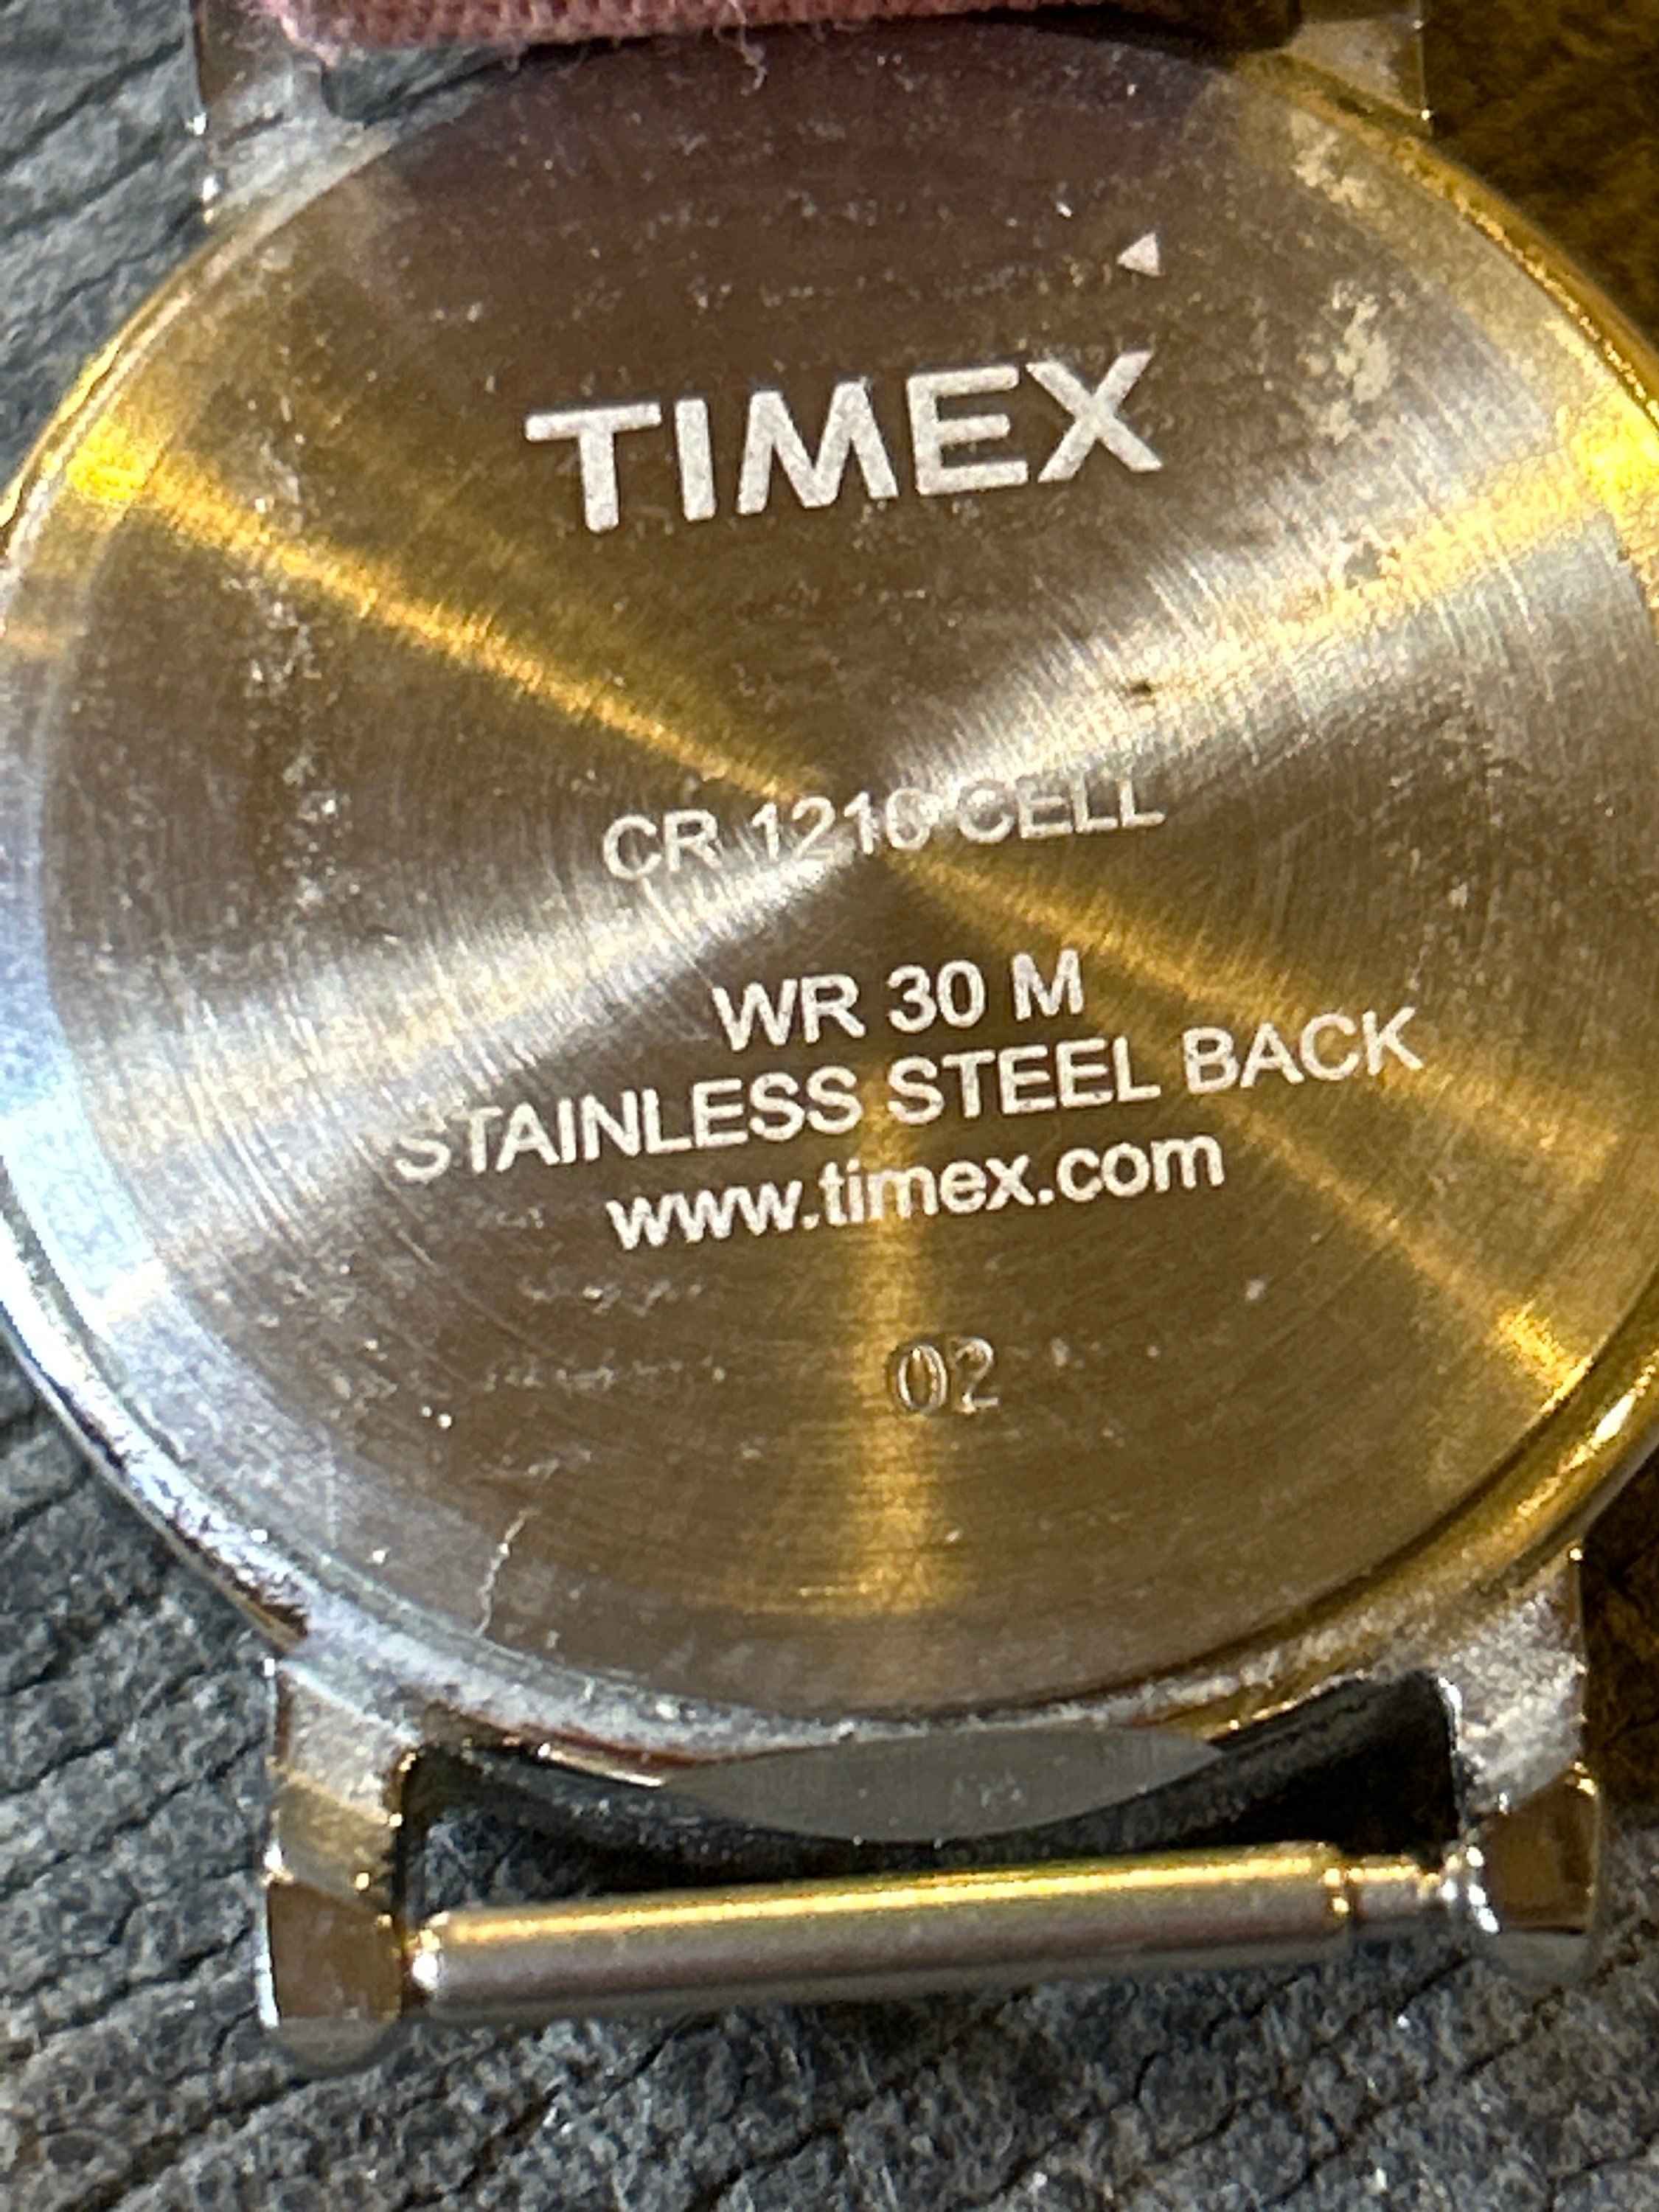 TIMEX
CR 1216 CELL
WR 30 M
STAINLESS STEEL BACK
www.timex.com
02